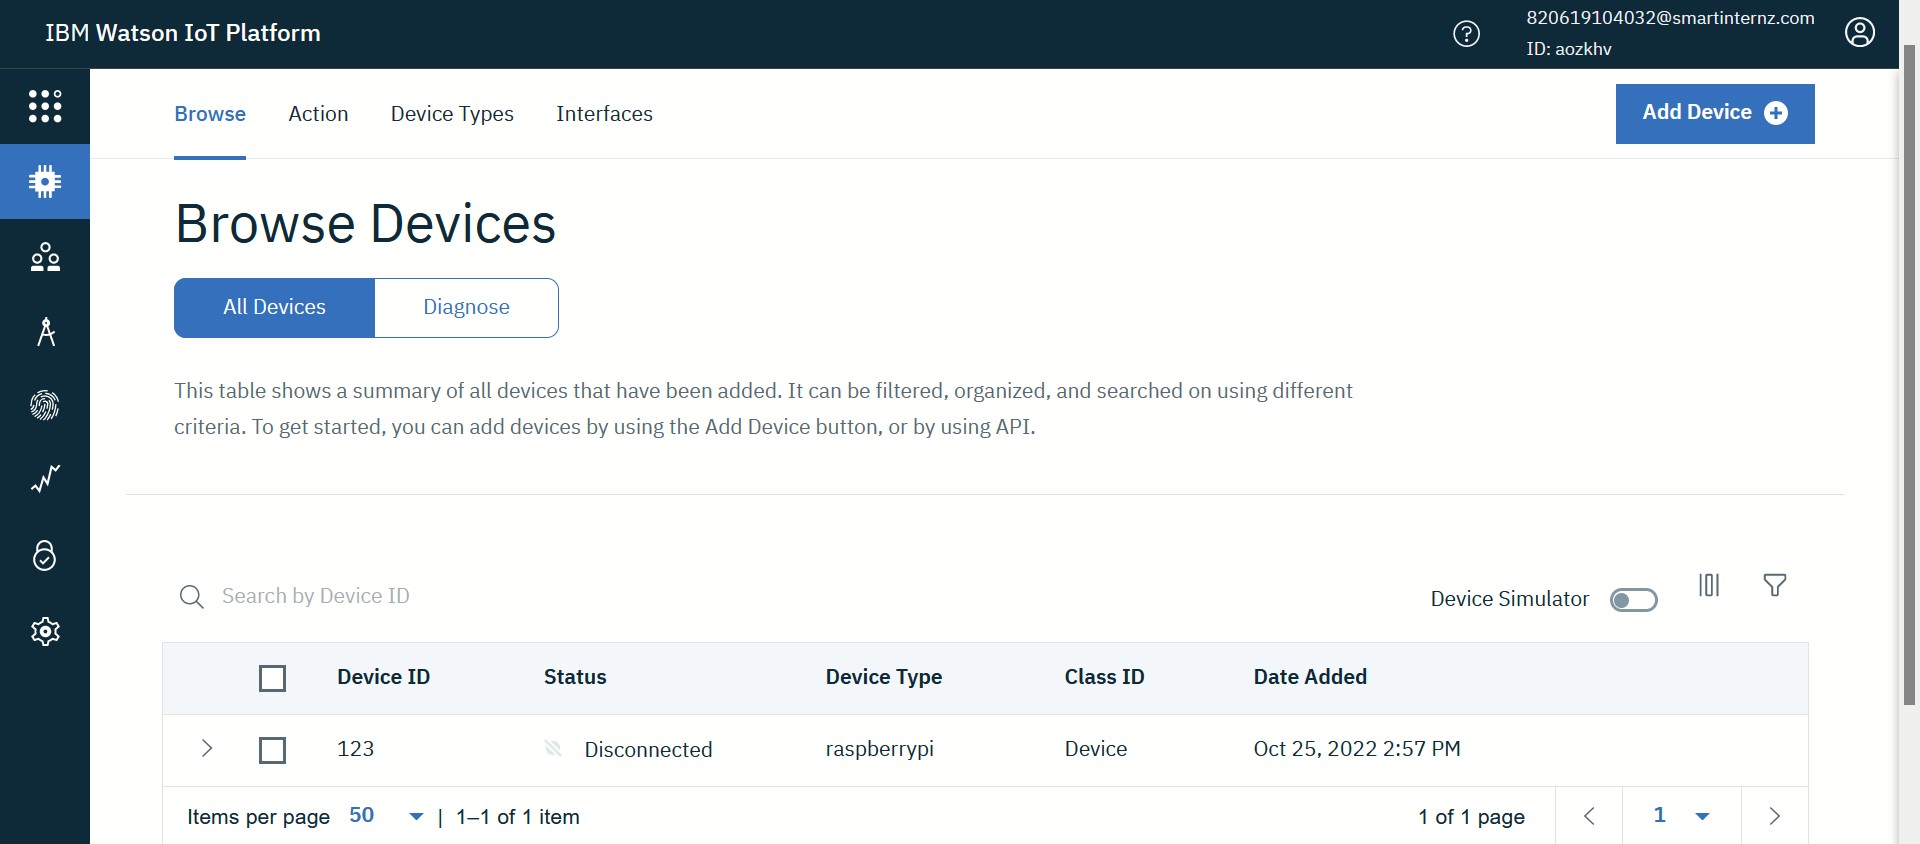 IBM Watson IoT Platform
820619104032@smartinternz.com
ID: aozkhv
Browse Action Device Types Interfaces
Add Device
Browse Devices
All Devices Diagnose
This table shows a summary of all devices that have been added. It can be filtered, organized, and searched on using different
criteria. To get started, you can add devices by using the Add Device button, or by using API.
Search by Device ID
Device Simulator
Device ID Status Device Type Class ID Date Added
123 Disconnected raspberrypi Device Oct 25, 2022 2:57 PM
Items per page 50 | 1–1 of 1 item 1 of 1 page 1